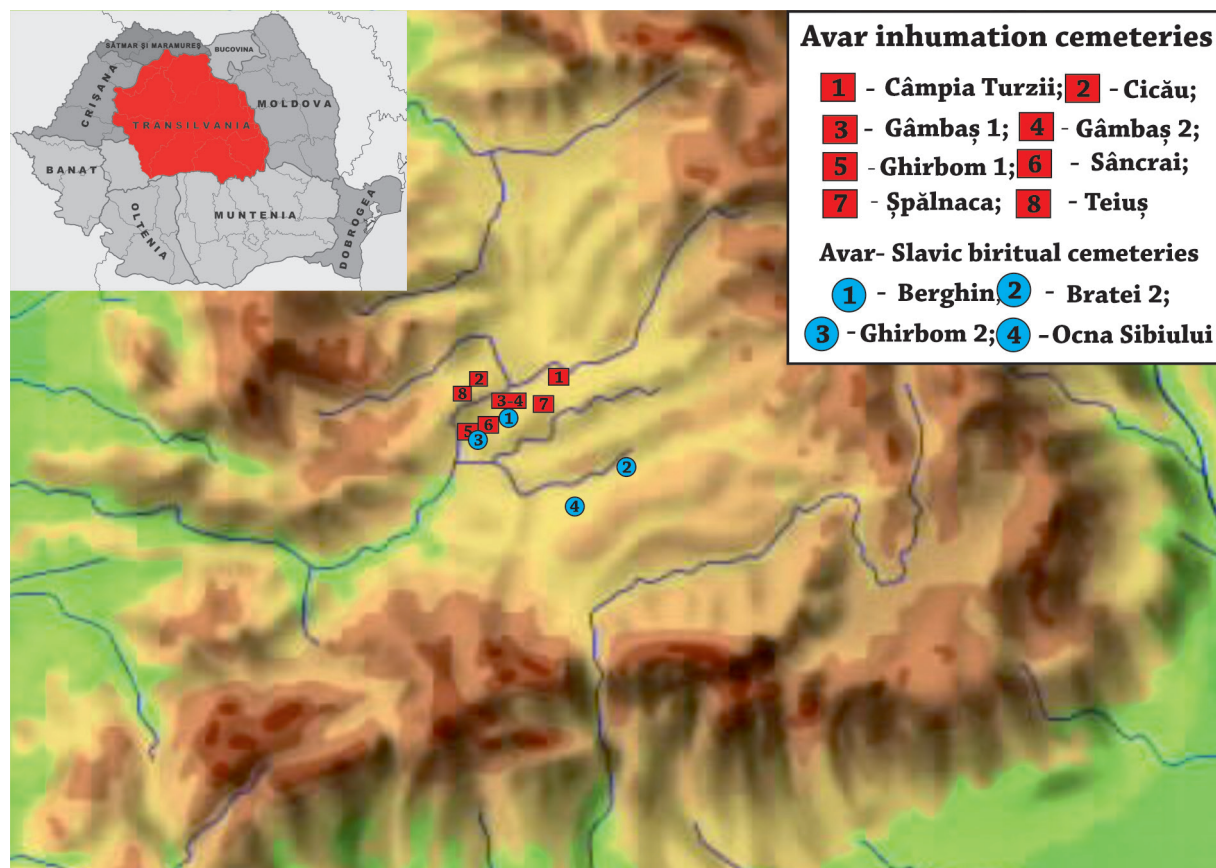 SĂTMAR ȘI MARAMUREȘ
BUCOVINA
CRIȘANA
MOLDOVA
TRANSILVANIA
BANAT
OLTENIA
MUNTENIA
DOBROGEA
Avar inhumation cemeteries
1 - Câmpia Turzii; 2 - Cicău;
3 - Gâmbaș 1; 4 - Gâmbaș 2;
5 - Ghirbom 1; 6 - Sâncrai;
7 - Șpălnaca; 8 - Teiuș
Avar- Slavic biritual cemeteries
1 - Berghin; 2 - Bratei 2;
3 -Ghirbom 2; 4 -Ocna Sibiului
2
1
8
3-4
7
1
6
5
3
2
4